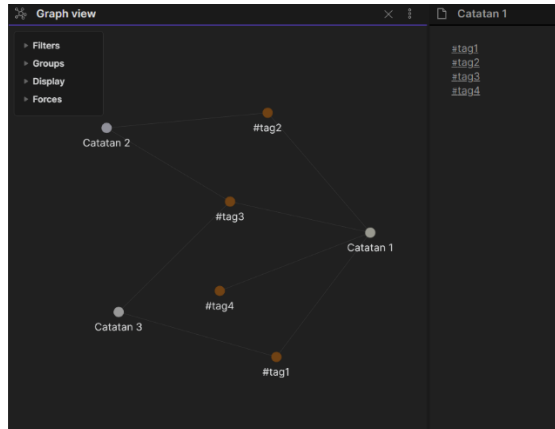 Graph view
Catatan 1
Filters
Groups
Display
Forces
#tag1
#tag2
#tag3
#tag4
#tag2
Catatan 2
#tag3
Catatan 1
#tag4
Catatan 3
#tag1